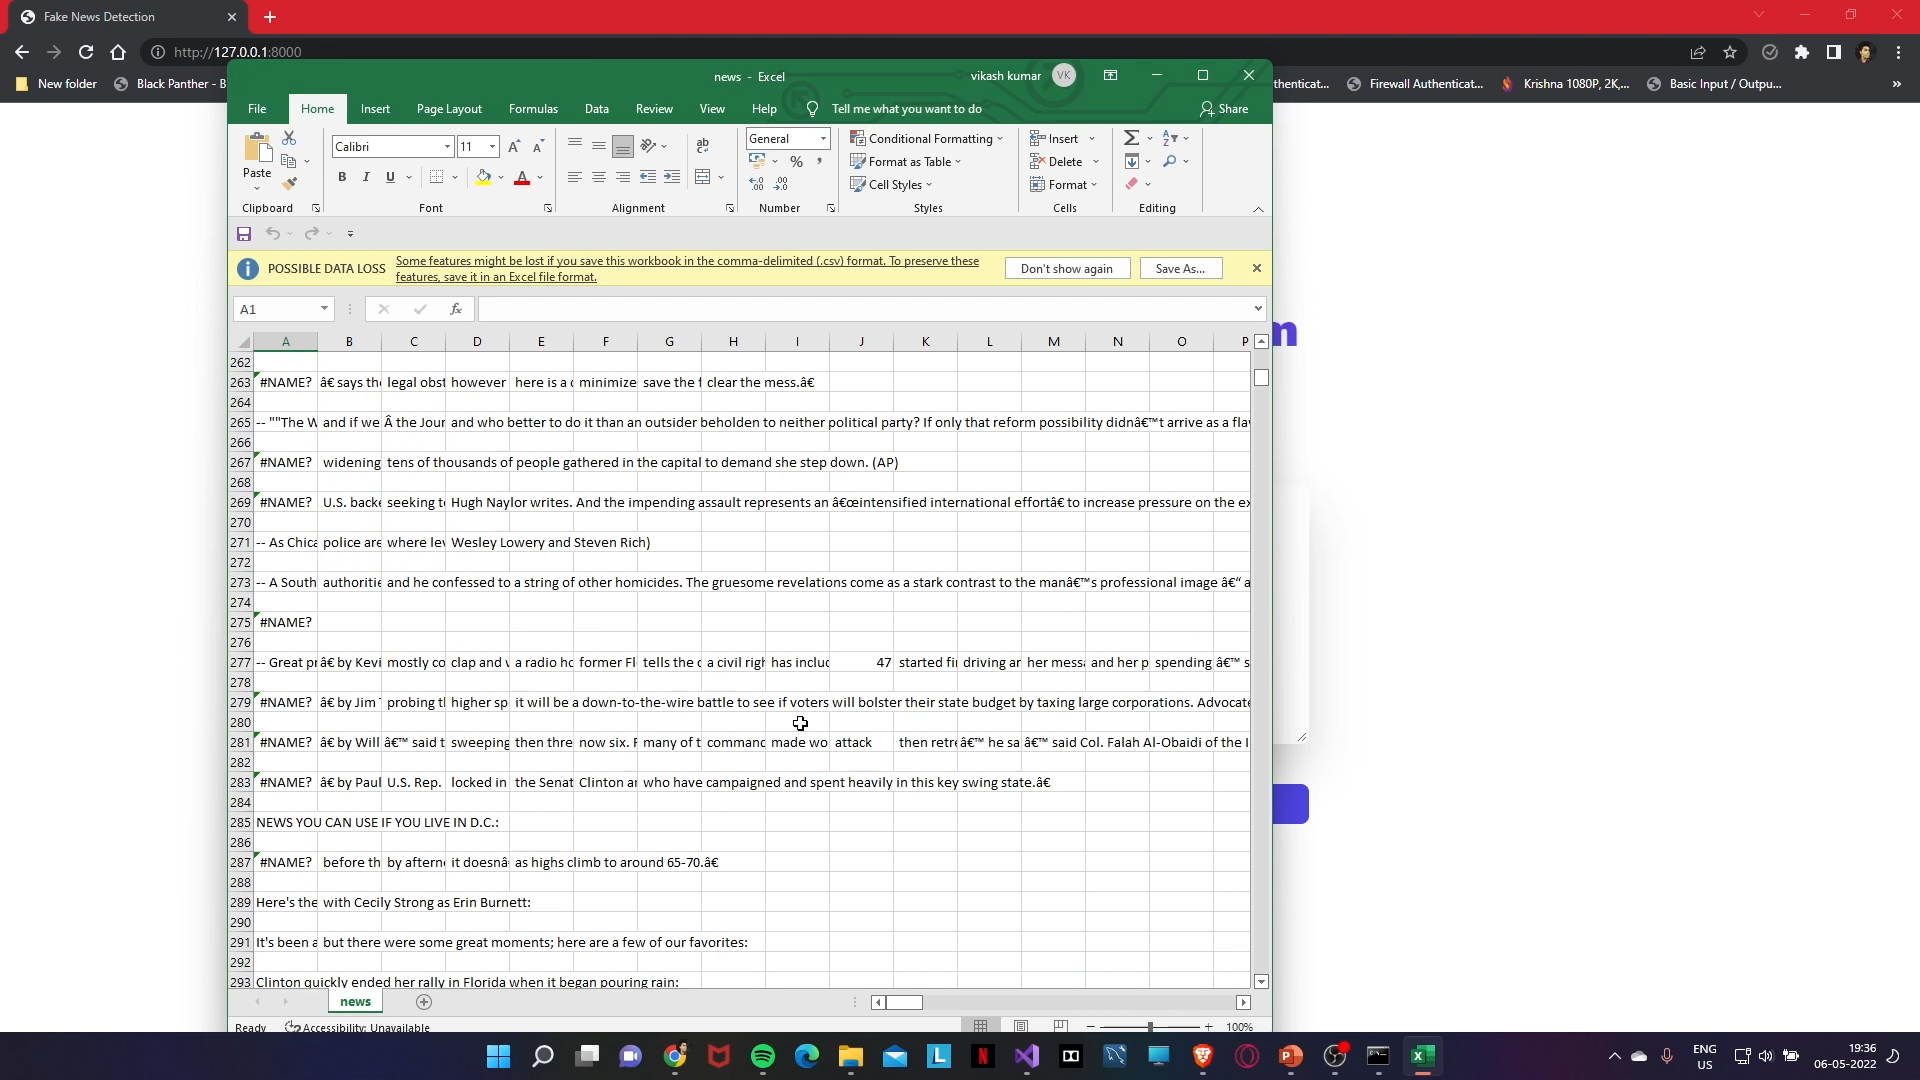 Fake News Detection
http://127.0.0.1:8000
New folder
Black Panther - B
Firewall Authenticat...
Krishna 1080P, 2K,...
Basic Input / Outpu...
news - Excel
vikash kumar
VK
File Home Insert Page Layout Formulas Data Review View Help Tell me what you want to do Share
Paste
Calibri 11
ab
General
Conditional Formatting
Format as Table
Cell Styles
Insert
Delete
Format
Clipboard Font Alignment Number Styles Cells Editing
POSSIBLE DATA LOSS Some features might be lost if you save this workbook in the comma-delimited (.csv) format. To preserve these
features, save it in an Excel file format.
Don't show again Save As...
A1 fx
A B C D E F G H I J K L M N O P
262
263 #NAME? â€ says the legal obst however here is a c minimize save the f clear the mess.â€
264
265 -- ""The W and if we Â the Jour and who better to do it than an outsider beholden to neither political party? If only that reform possibility didnâ€™t arrive as a flav
266
267 #NAME? widening tens of thousands of people gathered in the capital to demand she step down. (AP)
268
269 #NAME? U.S. backe seeking to Hugh Naylor writes. And the impending assault represents an â€œintensified international effortâ€ to increase pressure on the ex
270
271 -- As Chica police are where lev Wesley Lowery and Steven Rich)
272
273 -- A South authoritie and he confessed to a string of other homicides. The gruesome revelations come as a stark contrast to the manâ€™s professional image â€“ a
274
275 #NAME?
276
277 -- Great pr â€ by Kevi mostly co clap and w a radio ho former Fl tells the c a civil righ has includ 47 started fir driving ar her messa and her p spending â€™ s
278
279 #NAME? â€ by Jim T probing th higher sp it will be a down-to-the-wire battle to see if voters will bolster their state budget by taxing large corporations. Advocate
280
281 #NAME? â€ by Will â€™ said t sweeping then thre now six. F many of t command made wo attack then retre â€™ he sa â€™ said Col. Falah Al-Obaidi of the I
282
283 #NAME? â€ by Paul U.S. Rep. locked in the Senat Clinton ar who have campaigned and spent heavily in this key swing state.â€
284
285 NEWS YOU CAN USE IF YOU LIVE IN D.C.:
286
287 #NAME? before th by afterno it doesnâ as highs climb to around 65-70.â€
288
289 Here's the with Cecily Strong as Erin Burnett:
290
291 It's been a but there were some great moments; here are a few of our favorites:
292
293 Clinton quickly ended her rally in Florida when it began pouring rain:
news
Ready Accessibility: Unavailable 100%
ENG
US
19:36
06-05-2022